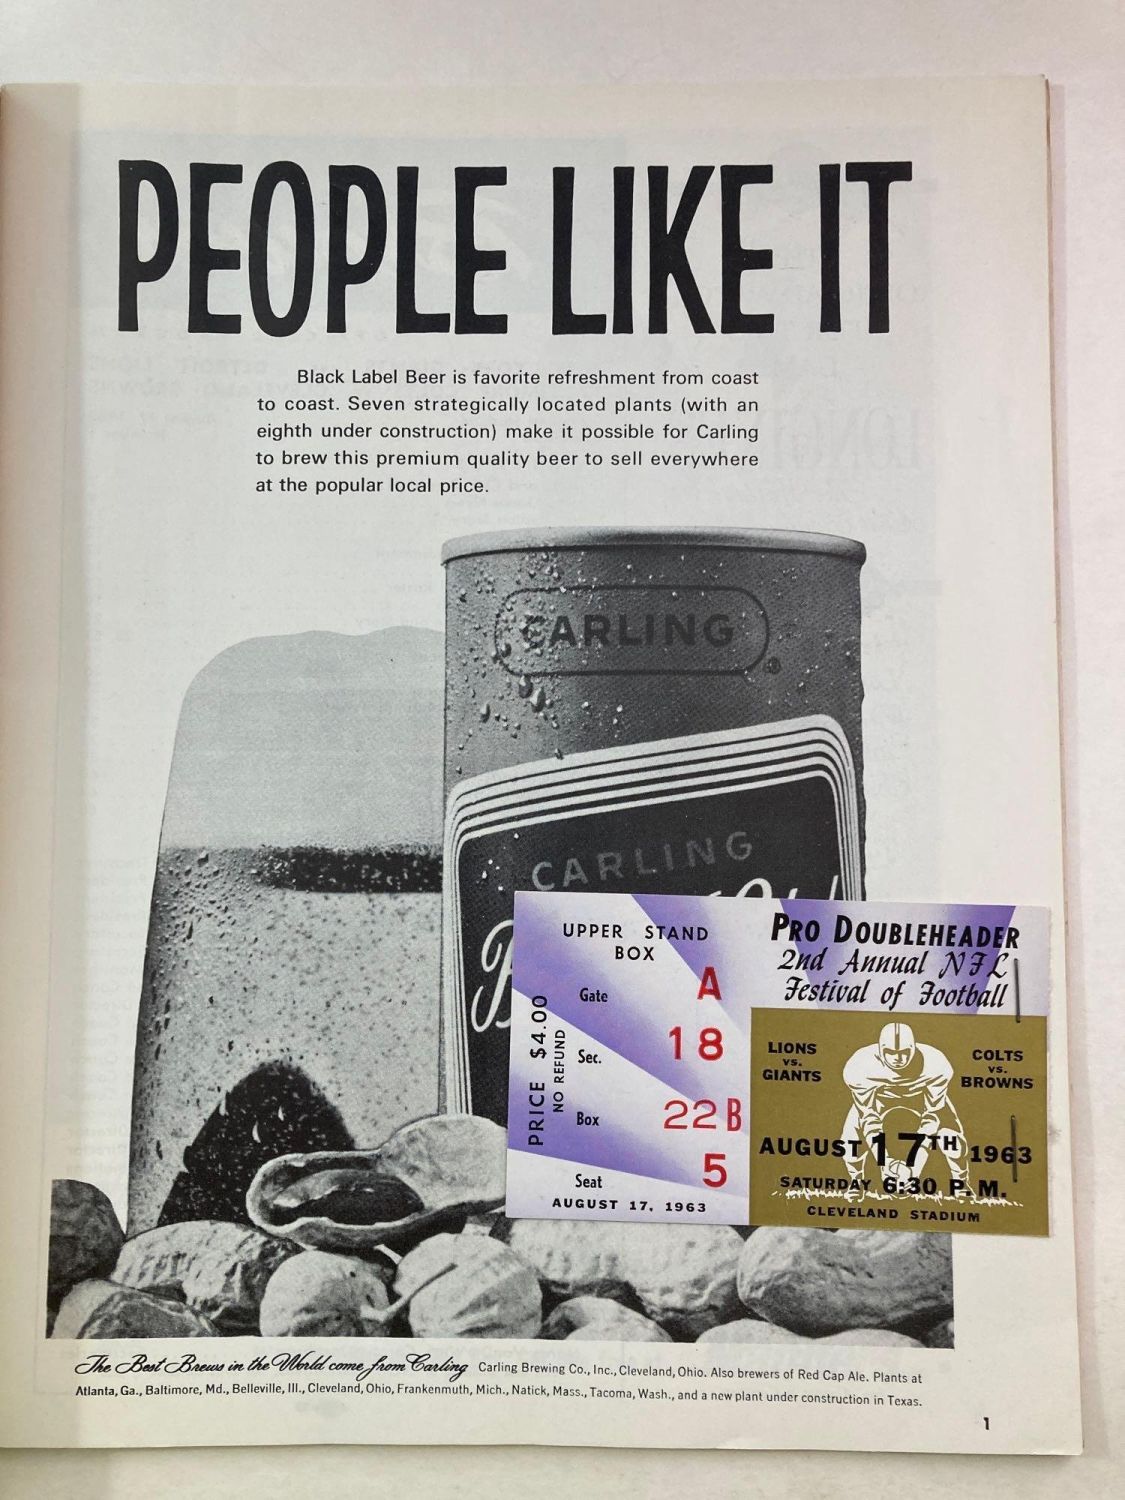 PEOPLE LIKE IT
Black Label Beer is favorite refreshment from coast
to coast. Seven strategically located plants (with an
eighth under construction) make it possible for Carling
to brew this premium quality beer to sell everywhere
at the popular local price.
CARLING
CARLING
UPPER STAND
BOX
Gate A
Sec. 18
Box 22B
Seat 5
AUGUST 17, 1963
PRICE $4.00
NO REFUND
PRO DOUBLEHEADER
2nd Annual NFL
Festival of Football
LIONS
VS.
GIANTS
COLTS
VS.
BROWNS
AUGUST 17TH 1963
SATURDAY 6:30 P. M.
CLEVELAND STADIUM
The Best Brews in the World come from Carling Carling Brewing Co., Inc., Cleveland, Ohio. Also brewers of Red Cap Ale. Plants at
Atlanta, Ga., Baltimore, Md., Belleville, Ill., Cleveland, Ohio, Frankenmuth, Mich., Natick, Mass., Tacoma, Wash., and a new plant under construction in Texas.
1